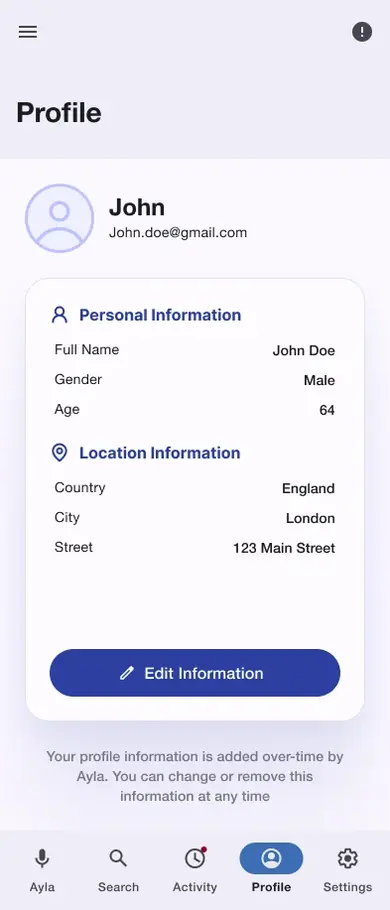 Profile
John
John.doe@gmail.com
Personal Information
Full Name John Doe
Gender Male
Age 64
Location Information
Country England
City London
Street 123 Main Street
Edit Information
Your profile information is added over-time by
Ayla. You can change or remove this
information at any time
Ayla Search Activity Profile Settings